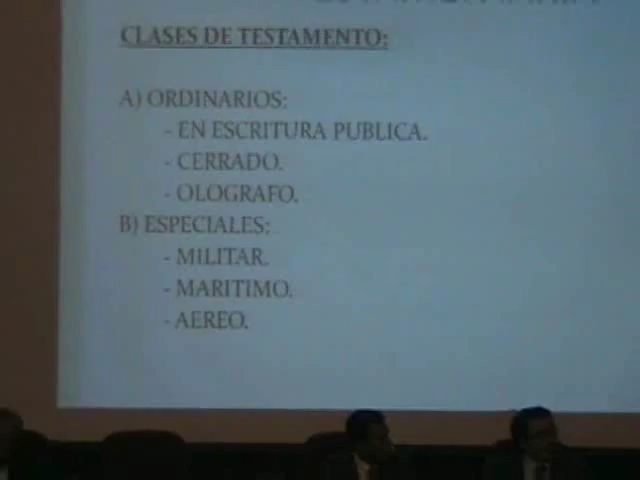 CLASES DE TESTAMENTO:
A) ORDINARIOS:
- EN ESCRITURA PUBLICA.
- CERRADO.
- OLOGRAFO.
B) ESPECIALES:
- MILITAR.
- MARITIMO.
- AEREO.